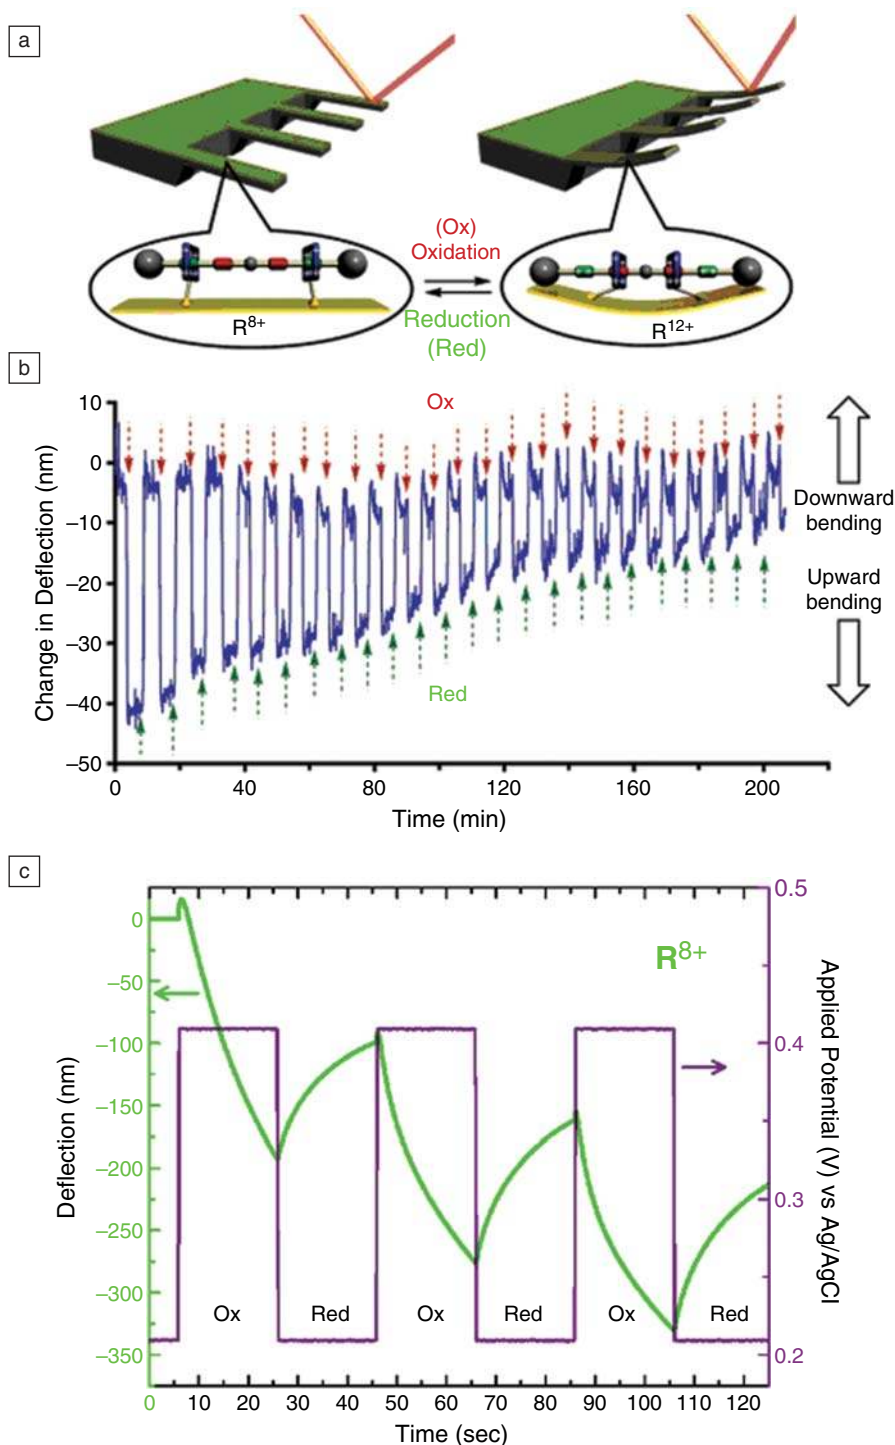 a
(Ox)
Oxidation
Reduction
(Red)
R8+
R12+
b
Change in Deflection (nm)
10
0
–10
–20
–30
–40
–50
Ox
Red
Downward
bending
Upward
bending
0
40
80
120
160
200
Time (min)
c
Deflection (nm)
0
–50
–100
–150
–200
–250
–300
–350
R8+
Ox
Red
Ox
Red
Ox
Red
0.5
0.4
0.3
0.2
Applied Potential (V) vs Ag/AgCl
0
10
20
30
40
50
60
70
80
90
100
110
120
Time (sec)